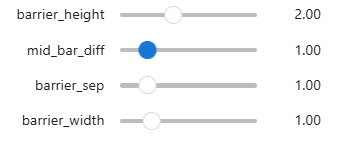 barrier_height 2.00
mid_bar_diff 1.00
barrier_sep 1.00
barrier_width 1.00